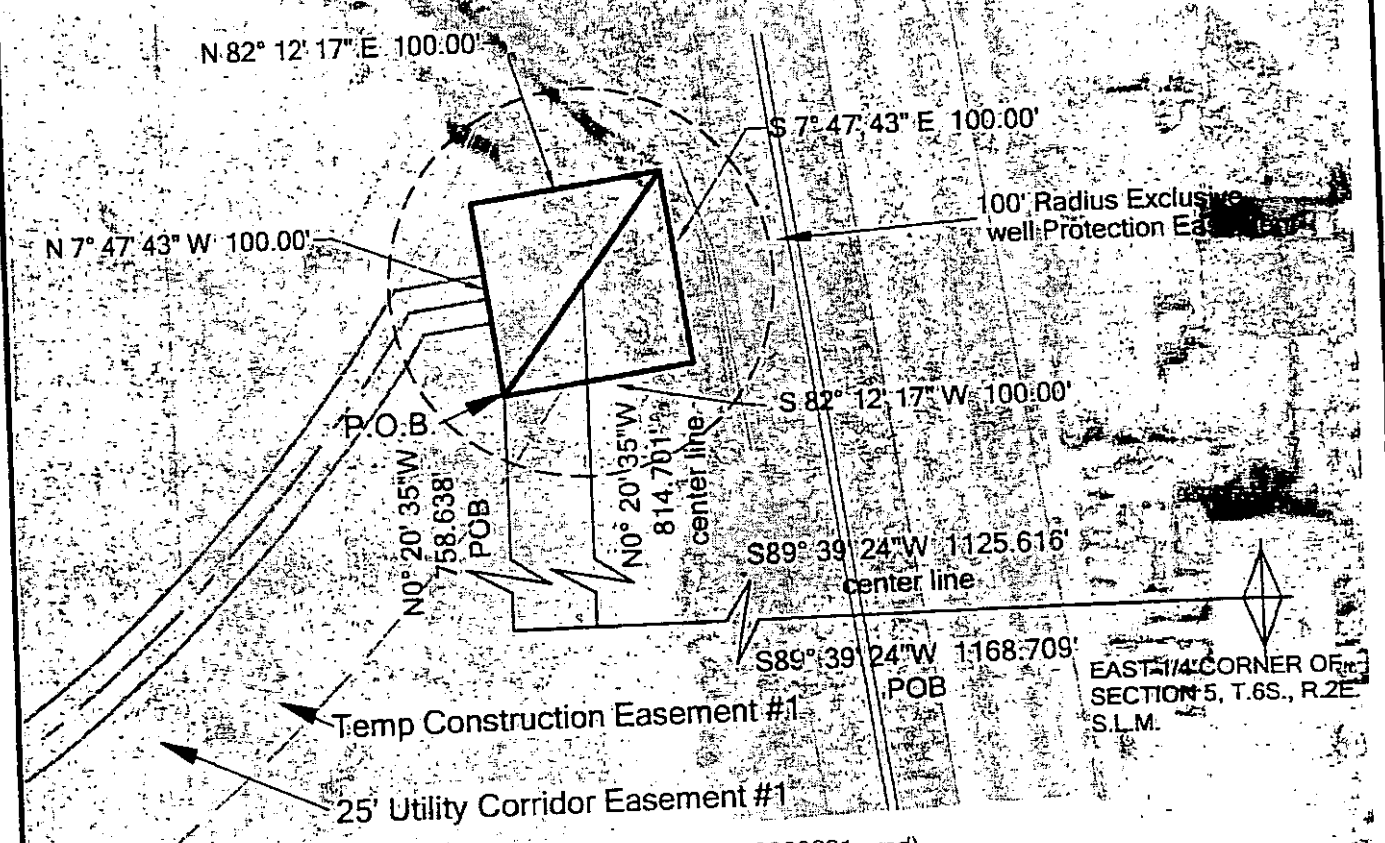 N 82° 12' 17" E 100.00'
S 7° 47' 43" E 100.00'
100' Radius Exclusive
well Protection
N 7° 47' 43" W 100.00'
P.O.B.
S 82° 12' 17" W 100.00'
N0° 20' 35"W
758.638'
POB
N0° 20'35"W
814.701'
center line
S89° 39' 24"W 1125.616'
center line
S89° 39' 24"W 1168.709'
POB
EAST 1/4 CORNER OF
SECTION 5, T.6S., R.2E.
S.L.M.
Temp Construction Easement #1
25' Utility Corridor Easement #1